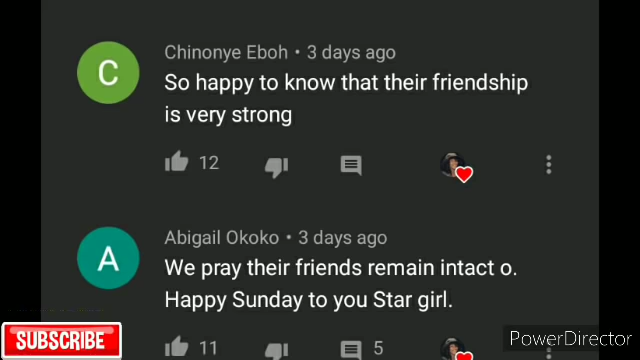 C
Chinonye Eboh • 3 days ago
So happy to know that their friendship
is very strong
12
A
Abigail Okoko • 3 days ago
We pray their friends remain intact o.
Happy Sunday to you Star girl.
11
5
SUBSCRIBE
PowerDirector